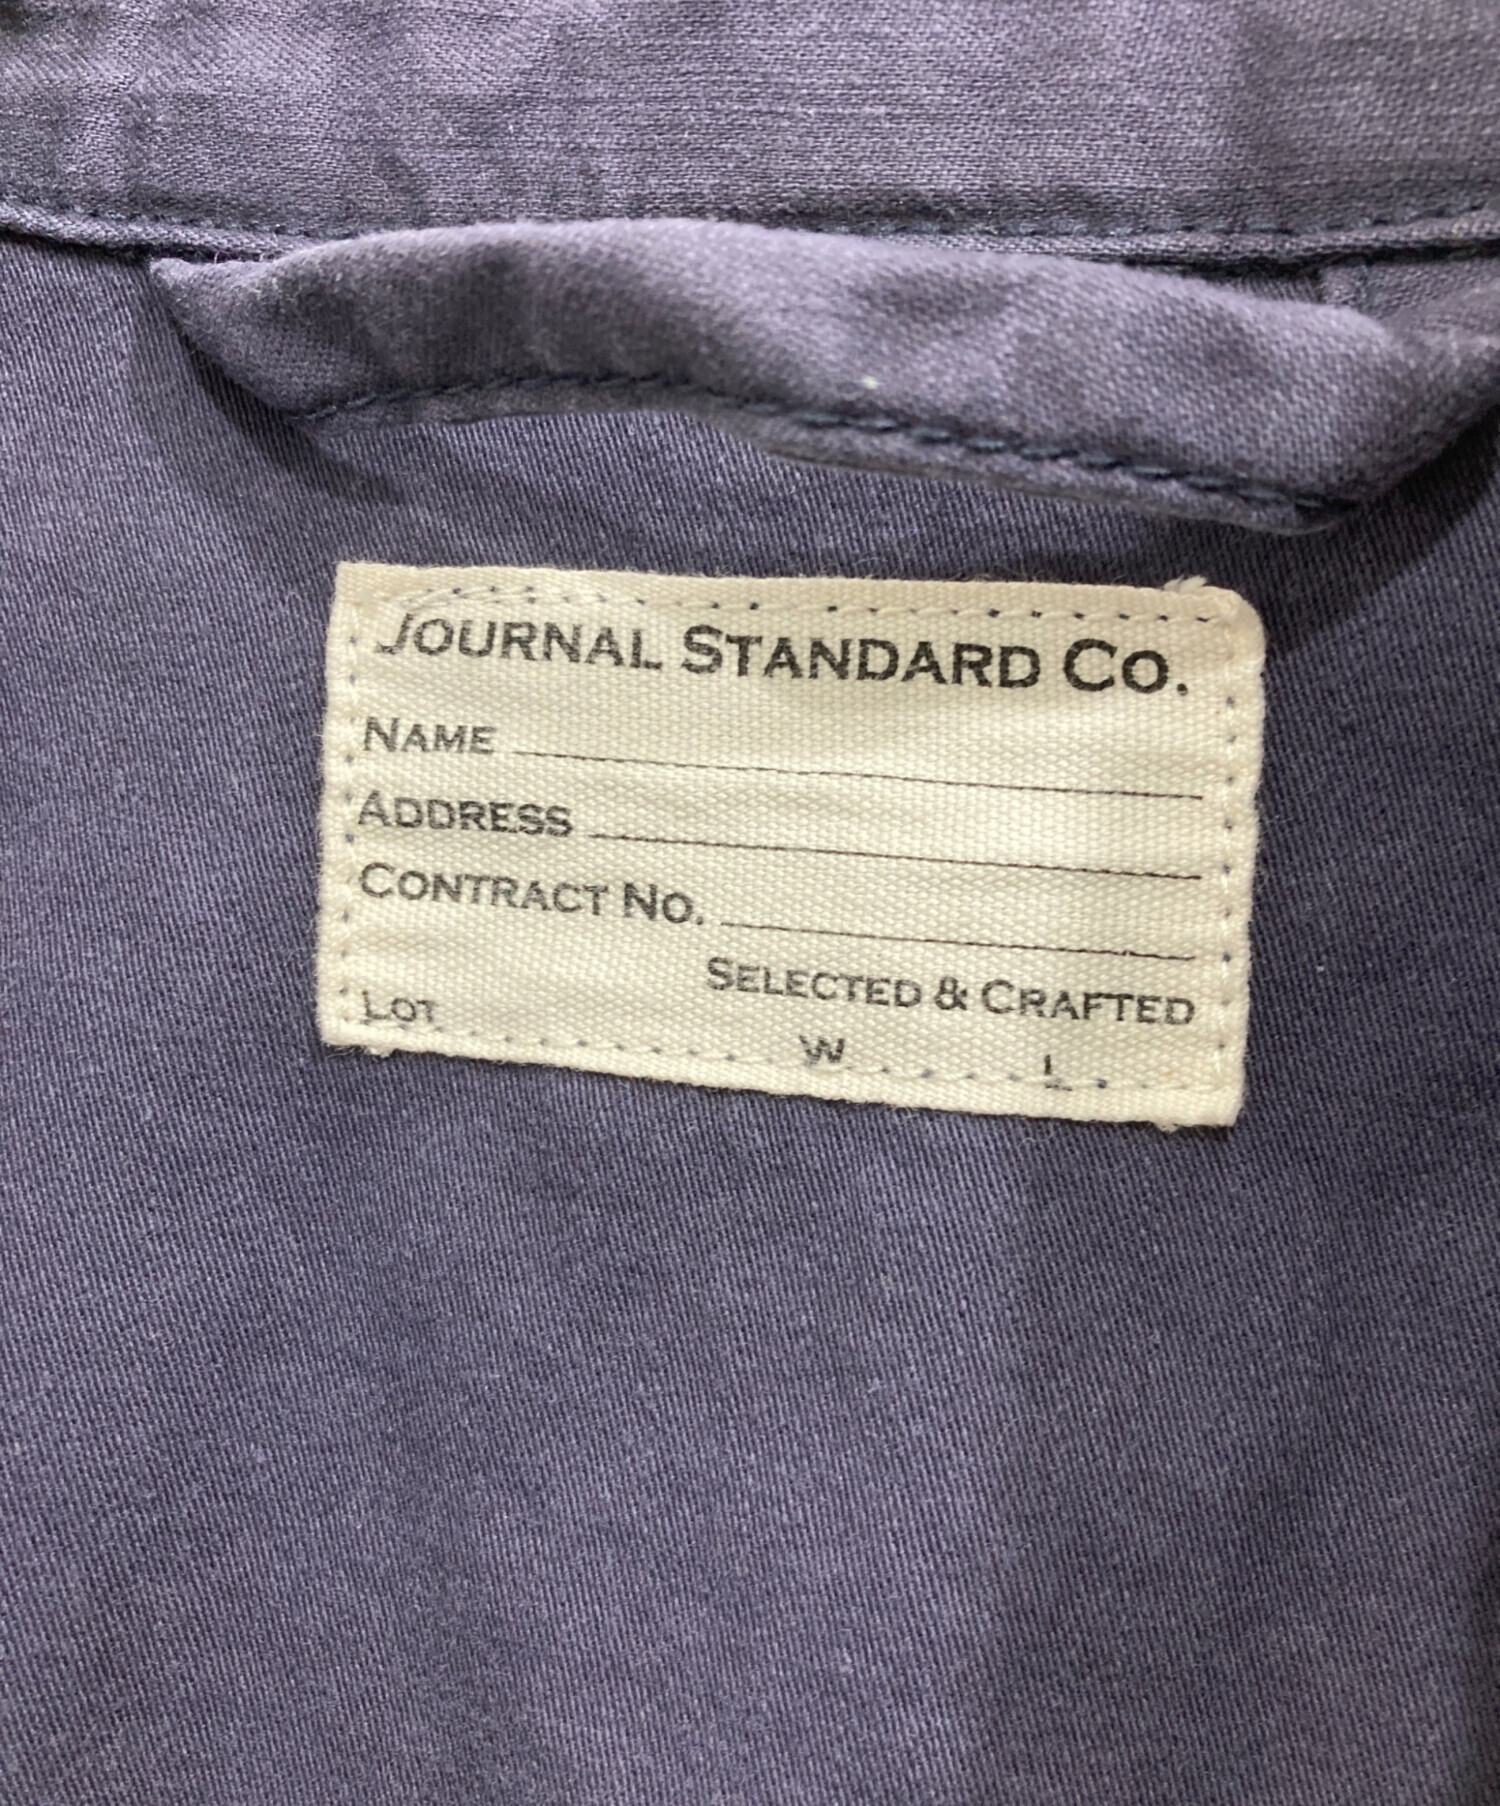 JOURNAL STANDARD CO.
NAME
ADDRESS
CONTRACT NO.
SELECTED & CRAFTED
LOT W L